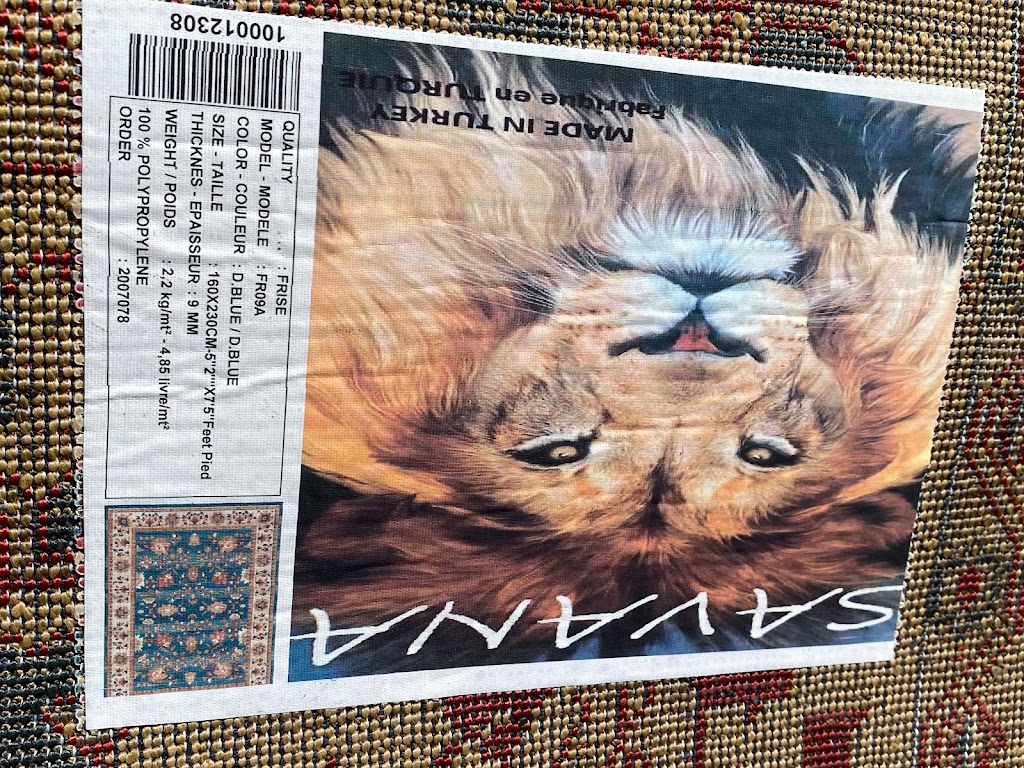 SAVANA
MADE IN TURKEY
Fabrique en TURQUIE
100012308
QUALITY : FRISE
MODEL - MODELE : FR09A
COLOR - COULEUR : D.BLUE / D.BLUE
SIZE - TAILLE : 160X230CM-5''2""X7'5"Feet Pied
THICKNES - EPAISSEUR : 9 MM
WEIGHT / POIDS : 2,2 kg/mt² - 4,85 livre/mt²
100 % POLYPROPYLENE
ORDER : 2007078